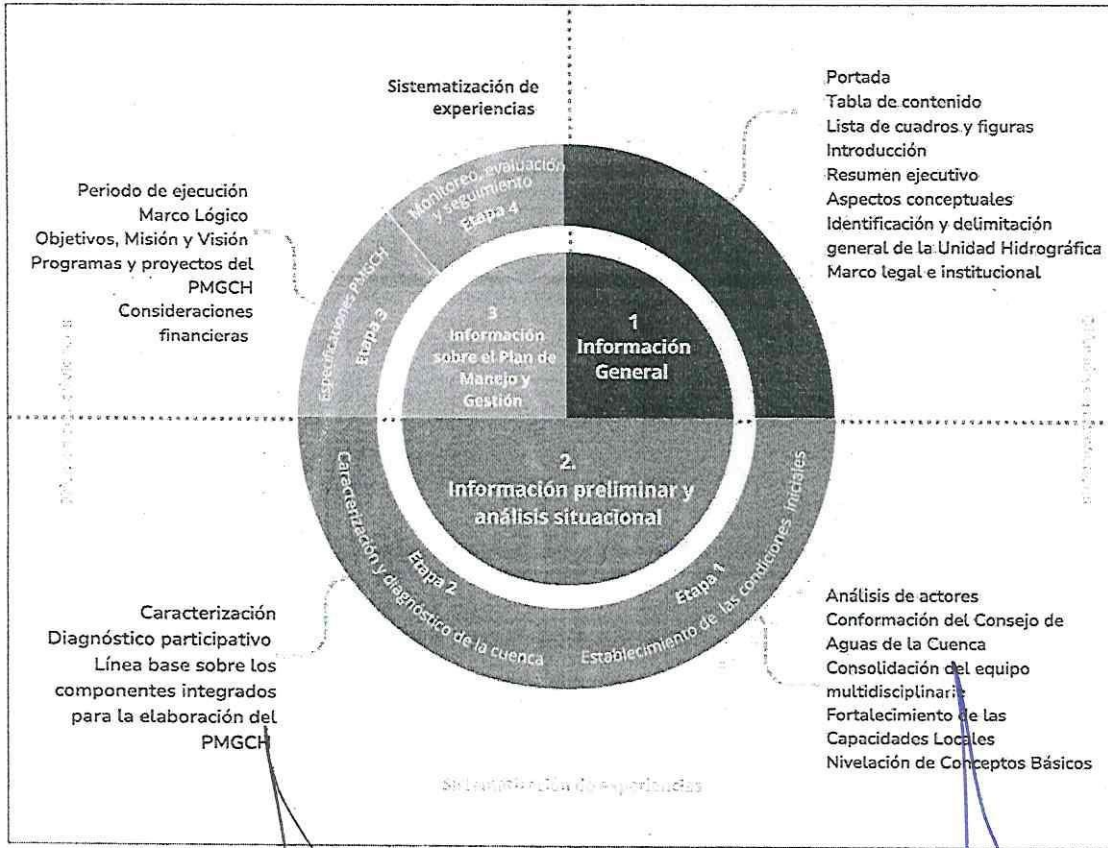 Sistematización de
experiencias
Portada
Tabla de contenido
Lista de cuadros y figuras
Introducción
Resumen ejecutivo
Aspectos conceptuales
Identificación y delimitación
general de la Unidad Hidrográfica
Marco legal e institucional
Periodo de ejecución
Marco Lógico
Objetivos, Misión y Visión
Programas y proyectos del
PMGCH
Consideraciones
financieras
Monitoreo, evaluación
y seguimiento
Etapa 4
Especificaciones PMGCH
Etapa 3
3
Información
sobre el Plan de
Manejo y
Gestión
1
Información
General
2.
Información preliminar y
análisis situacional
Etapa 2
Caracterización y diagnóstico de la cuenca
Etapa 1
Establecimiento de las condiciones iniciales
Caracterización
Diagnóstico participativo
Línea base sobre los
componentes integrados
para la elaboración del
PMGCH
Análisis de actores
Conformación del Consejo de
Aguas de la Cuenca
Consolidación del equipo
multidisciplinario
Fortalecimiento de las
Capacidades Locales
Nivelación de Conceptos Básicos
Sistematización de experiencias